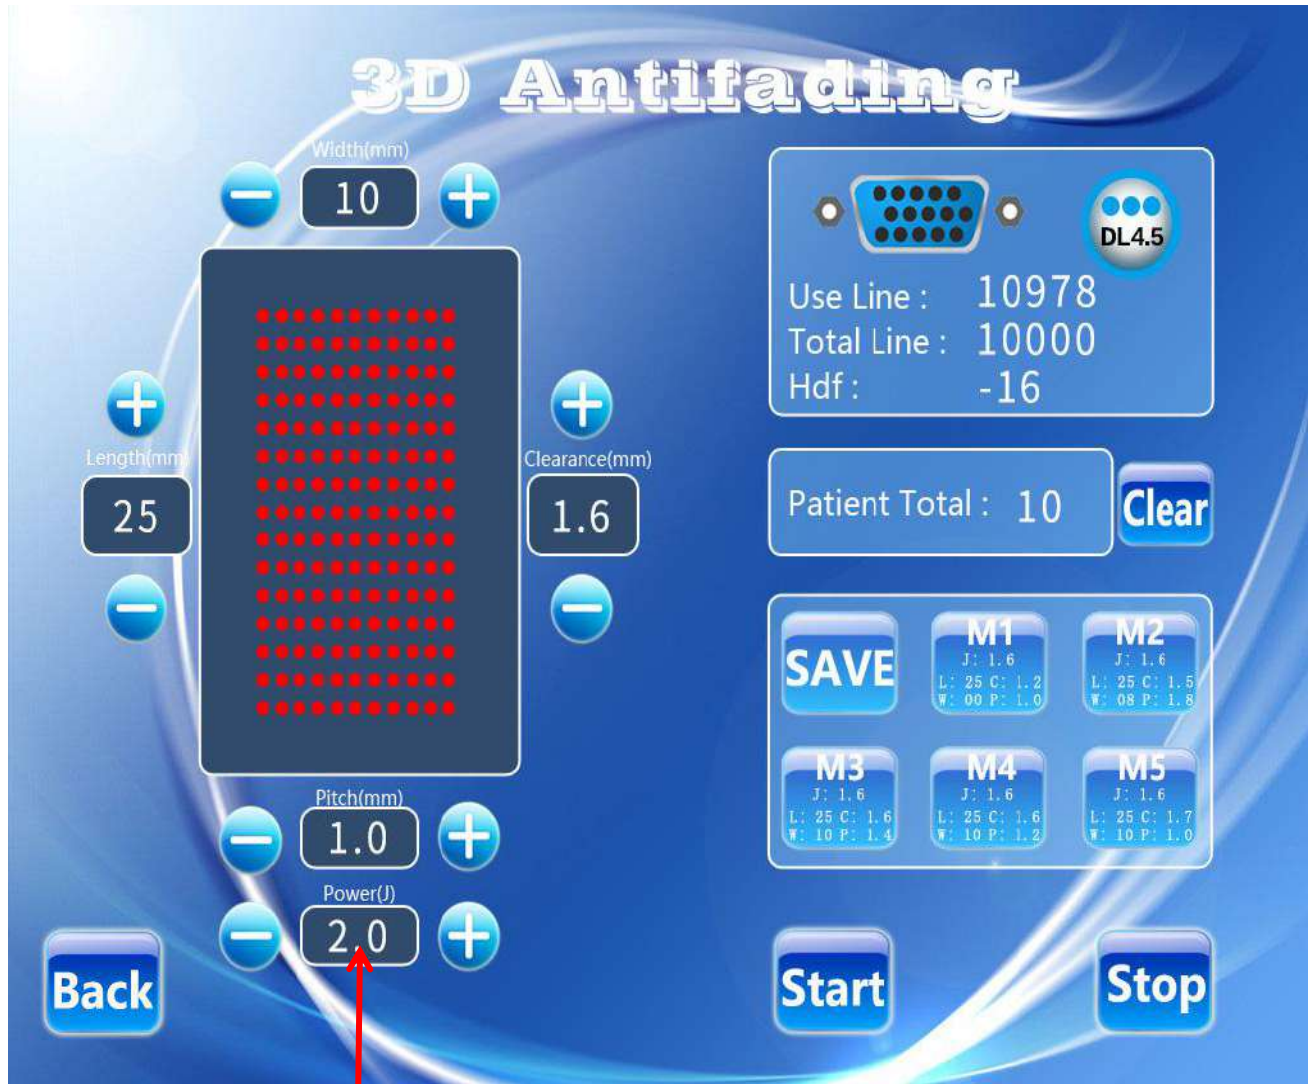 3D Antifading
Width(mm)
10
Length(mm)
25
Clearance(mm)
1.6
Pitch(mm)
1.0
Power(J)
2.0
Back
DL4.5
Use Line : 10978
Total Line : 10000
Hdf : -16
Patient Total : 10
Clear
SAVE
M1
J: 1.6
L: 25 C: 1.2
W: 00 P: 1.0
M2
J: 1.6
L: 25 C: 1.5
W: 08 P: 1.8
M3
J: 1.6
L: 25 C: 1.6
W: 10 P: 1.4
M4
J: 1.6
L: 25 C: 1.6
W: 10 P: 1.2
M5
J: 1.6
L: 25 C: 1.7
W: 10 P: 1.0
Start
Stop